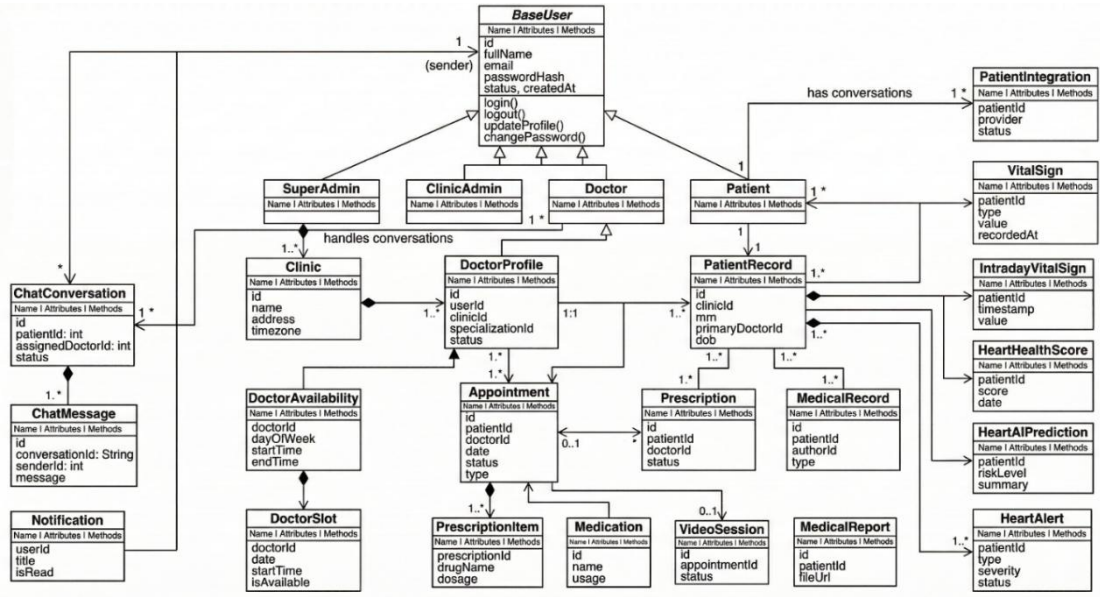 BaseUser
Name | Attributes | Methods
id
fullName
email
passwordHash
status, createdAt
login()
logout()
updateProfile()
changePassword()
1
(sender)
has conversations
1 *
PatientIntegration
Name | Attributes | Methods
patientId
provider
status
1
SuperAdmin
Name | Attributes | Methods
ClinicAdmin
Name | Attributes | Methods
Doctor
Name | Attributes | Methods
Patient
Name | Attributes | Methods
1 *
VitalSign
Name | Attributes | Methods
patientId
type
value
recordedAt
1 *
handles conversations
1..*
1
1
Clinic
Name | Attributes | Methods
id
name
address
timezone
1..*
DoctorProfile
Name | Attributes | Methods
id
userId
clinicId
specializationId
status
1:1
1..*
PatientRecord
Name | Attributes | Methods
id
clinicId
mm
primaryDoctorId
dob
1.*
1..*
IntradayVitalSign
Name | Attributes | Methods
patientId
timestamp
value
*
ChatConversation
Name | Attributes | Methods
id
patientId: int
assignedDoctorId: int
status
1 *
HeartHealthScore
Name | Attributes | Methods
patientId
score
date
1.*
1.*
1..*
1..*
1.*
1..*
1.*
ChatMessage
Name | Attributes | Methods
id
conversationId: String
senderId: int
message
DoctorAvailability
Name | Attributes | Methods
doctorId
dayOfWeek
startTime
endTime
Appointment
Name | Attributes | Methods
id
patientId
doctorId
date
status
type
0..1
*
Prescription
Name | Attributes | Methods
id
patientId
doctorId
status
MedicalRecord
Name | Attributes | Methods
id
patientId
authorId
type
HeartAIPrediction
Name | Attributes | Methods
patientId
riskLevel
summary
Notification
Name | Attributes | Methods
userId
title
isRead
DoctorSlot
Name | Attributes | Methods
doctorId
date
startTime
isAvailable
1..*
PrescriptionItem
Name | Attributes | Methods
prescriptionId
drugName
dosage
Medication
Name | Attributes | Methods
id
name
usage
0..1
VideoSession
Name | Attributes | Methods
id
appointmentId
status
MedicalReport
Name | Attributes | Methods
id
patientId
fileUrl
1..*
HeartAlert
Name | Attributes | Methods
patientId
type
severity
status